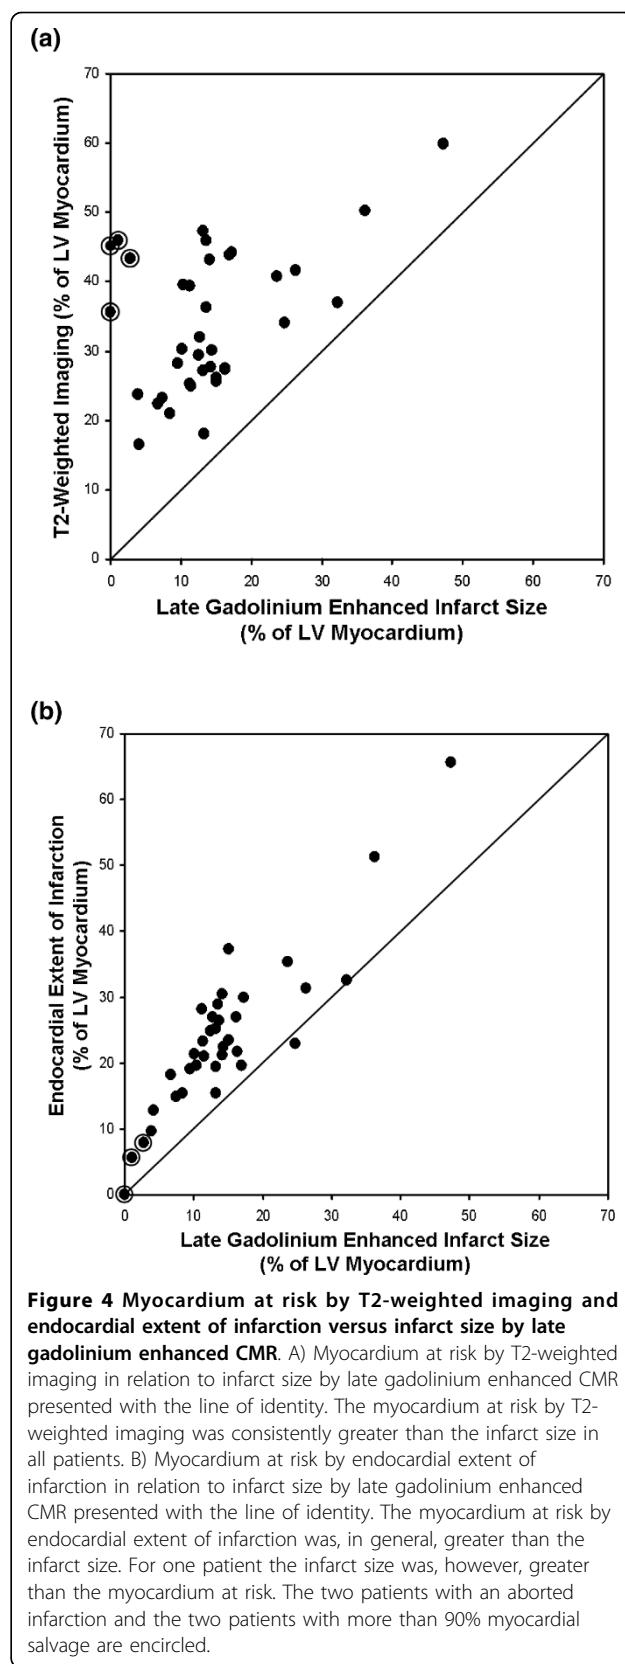 (a)
70
60
50
40
30
20
10
0
T2-Weighted Imaging (% of LV Myocardium)
0 10 20 30 40 50 60 70
Late Gadolinium Enhanced Infarct Size
(% of LV Myocardium)
(b)
70
60
50
40
30
20
10
0
Endocardial Extent of Infarction
(% of LV Myocardium)
0 10 20 30 40 50 60 70
Late Gadolinium Enhanced Infarct Size
(% of LV Myocardium)
Figure 4 Myocardium at risk by T2-weighted imaging and
endocardial extent of infarction versus infarct size by late
gadolinium enhanced CMR. A) Myocardium at risk by T2-weighted
imaging in relation to infarct size by late gadolinium enhanced CMR
presented with the line of identity. The myocardium at risk by T2-
weighted imaging was consistently greater than the infarct size in
all patients. B) Myocardium at risk by endocardial extent of
infarction in relation to infarct size by late gadolinium enhanced
CMR presented with the line of identity. The myocardium at risk by
endocardial extent of infarction was, in general, greater than the
infarct size. For one patient the infarct size was, however, greater
than the myocardium at risk. The two patients with an aborted
infarction and the two patients with more than 90% myocardial
salvage are encircled.